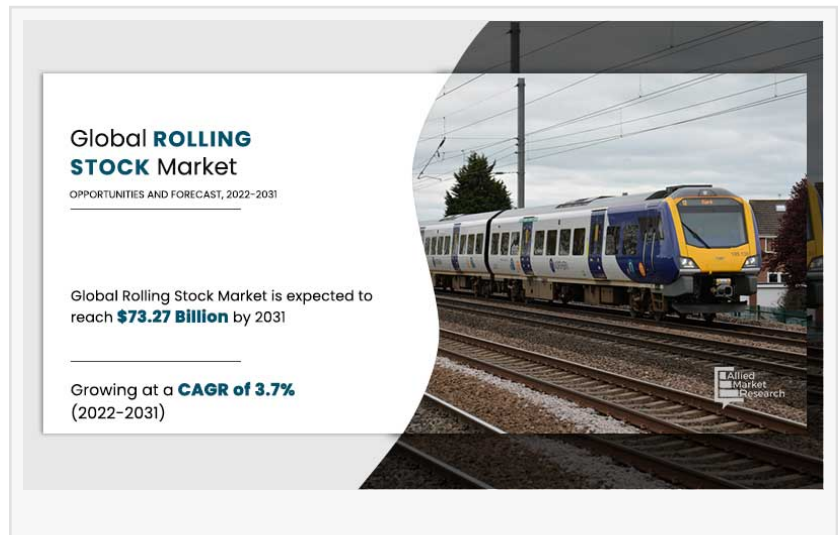 Global ROLLING
STOCK Market
OPPORTUNITIES AND FORECAST, 2022-2031
Global Rolling Stock Market is expected to
reach $73.27 Billion by 2031
Growing at a CAGR of 3.7%
(2022-2031)
Allied
Market
Research